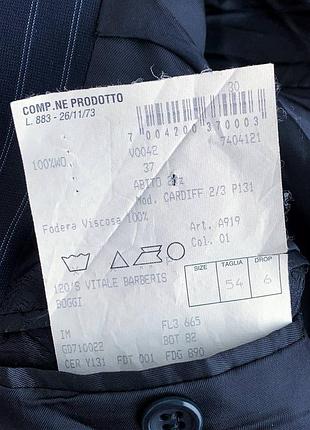 COMP.NE PRODOTTO
L. 883 - 26/11/73
30
7 004200 370003
100%WO.
V0042
7404121
37
ABITO 2pz
Mod. CARDIFF 2/3 P131
Fodera Viscosa 100%
Art. A919
Col. 01
SIZE TAGLIA DROP
54 6
120/S VITALE BARBERIS
BOGGI
IM
FL3 665
GD710022
BOT 82
CER Y131 FDT 001 FDG 890